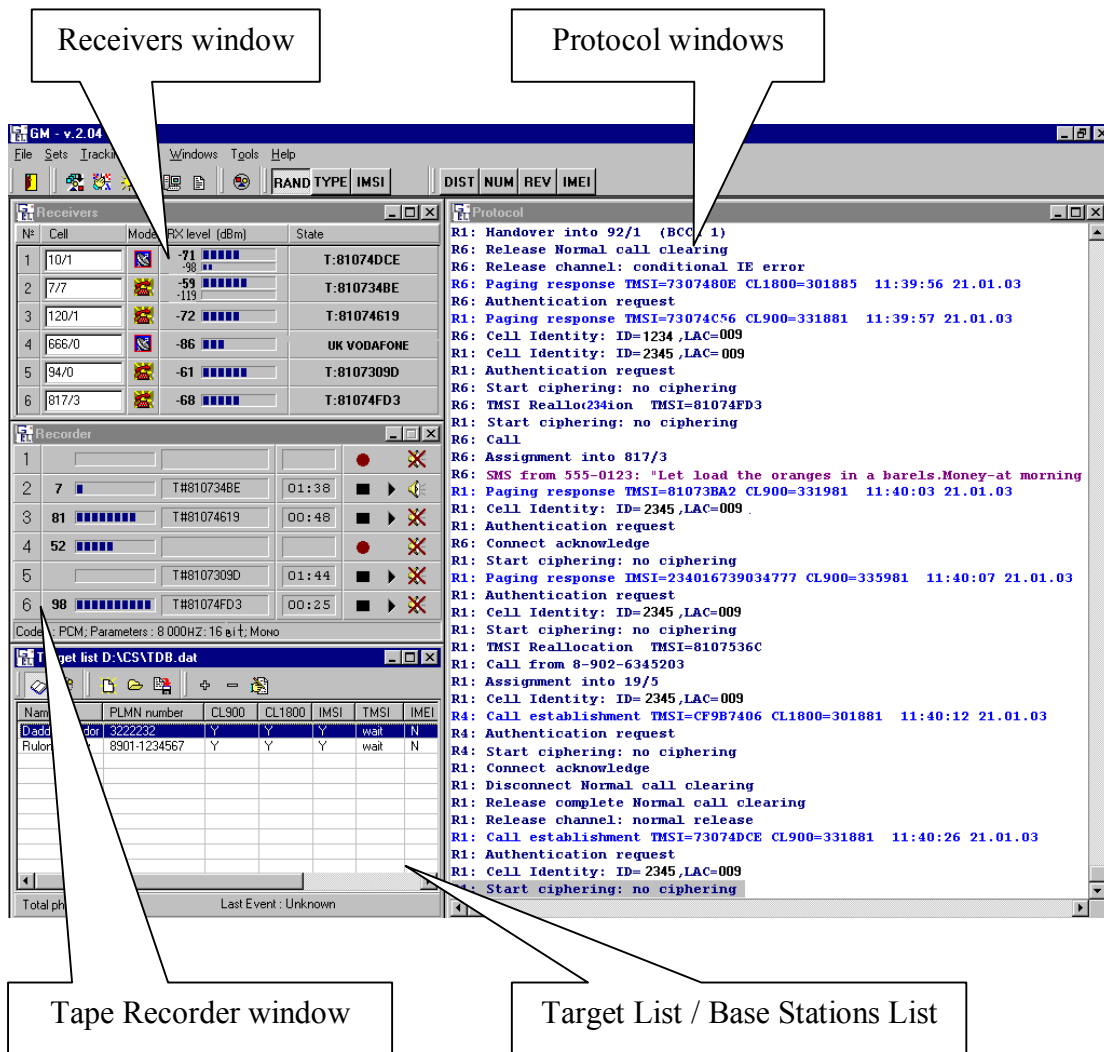 Receivers window
Protocol windows
GM - v.2.04
File Sets Trackin Windows Tools Help
RAND TYPE IMSI DIST NUM REV IMEI
Receivers
№ Cell Mode RX level (dBm) State
1 10/1 -71 -98 T:81074DCE
2 7/7 -59 -119 T:810734BE
3 120/1 -72 T:81074619
4 666/0 -86 UK VODAFONE
5 94/0 -61 T:8107309D
6 817/3 -68 T:81074FD3
Recorder
1
2 7 T#810734BE 01:38
3 81 T#81074619 00:48
4 52
5 T#8107309D 01:44
6 98 T#81074FD3 00:25
Code : PCM; Parameters : 8 000HZ: 16 Bit; Mono
Target list D:\CS\TDB.dat
Nam PLMN number CL900 CL1800 IMSI TMSI IMEI
Dadd dor 3222232 Y Y Y wait N
Rulon 8901-1234567 Y Y wait N
Total ph Last Event : Unknown
Protocol
R1: Handover into 92/1 (BCC 1)
R6: Release Normal call clearing
R6: Release channel: conditional IE error
R6: Paging response TMSI=7307480E CL1800=301885 11:39:56 21.01.03
R6: Authentication request
R1: Paging response TMSI=73074C56 CL900=331881 11:39:57 21.01.03
R6: Cell Identity: ID=1234 ,LAC=009
R1: Cell Identity: ID=2345 ,LAC=009
R1: Authentication request
R6: Start ciphering: no ciphering
R6: TMSI Reallo(234ion TMSI=81074FD3
R1: Start ciphering: no ciphering
R6: Call
R6: Assignment into 817/3
R6: SMS from 555-0123: "Let load the oranges in a barels.Money-at morning
R1: Paging response TMSI=81073BA2 CL900=331981 11:40:03 21.01.03
R1: Cell Identity: ID= 2345 ,LAC=009 .
R1: Authentication request
R6: Connect acknowledge
R1: Start ciphering: no ciphering
R1: Paging response IMSI=234016739034777 CL900=335981 11:40:07 21.01.03
R1: Authentication request
R1: Cell Identity: ID= 2345 ,LAC=009
R1: Start ciphering: no ciphering
R1: TMSI Reallocation TMSI=8107536C
R1: Call from 8-902-6345203
R1: Assignment into 19/5
R1: Cell Identity: ID= 2345 ,LAC=009
R4: Call establishment TMSI=CF9B7406 CL1800=301881 11:40:12 21.01.03
R4: Authentication request
R4: Start ciphering: no ciphering
R1: Connect acknowledge
R1: Disconnect Normal call clearing
R1: Release complete Normal call clearing
R1: Release channel: normal release
R1: Call establishment TMSI=73074DCE CL900=331881 11:40:26 21.01.03
R1: Authentication request
R1: Cell Identity: ID= 2345 ,LAC=009
Start ciphering: no ciphering
Tape Recorder window
Target List / Base Stations List